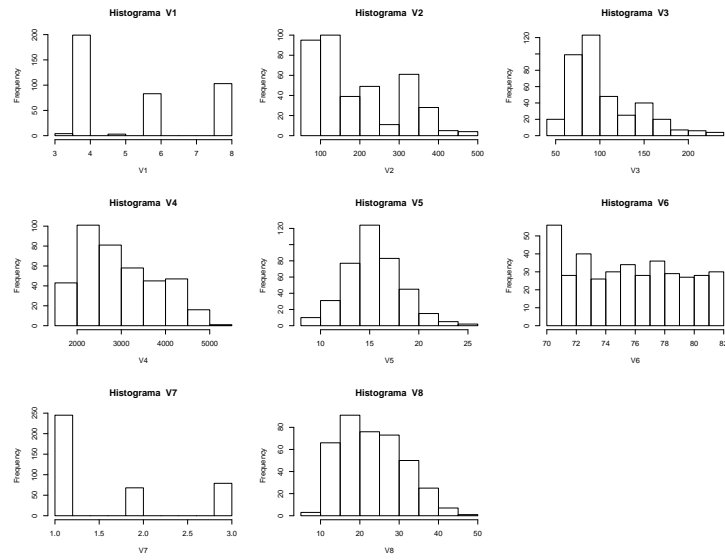 Histograma V1
Frequency
0 50 100 150 200
3 4 5 6 7 8
V1
Histograma V2
Frequency
0 20 40 60 80 100
100 200 300 400 500
V2
Histograma V3
Frequency
0 20 40 60 80 120
50 100 150 200
V3
Histograma V4
Frequency
0 20 40 60 80 100
2000 3000 4000 5000
V4
Histograma V5
Frequency
0 20 40 60 80 120
10 15 20 25
V5
Histograma V6
Frequency
0 10 20 30 40 50
70 72 74 76 78 80 82
V6
Histograma V7
Frequency
0 50 100 150 200 250
1.0 1.5 2.0 2.5 3.0
V7
Histograma V8
Frequency
0 20 40 60 80
10 20 30 40 50
V8